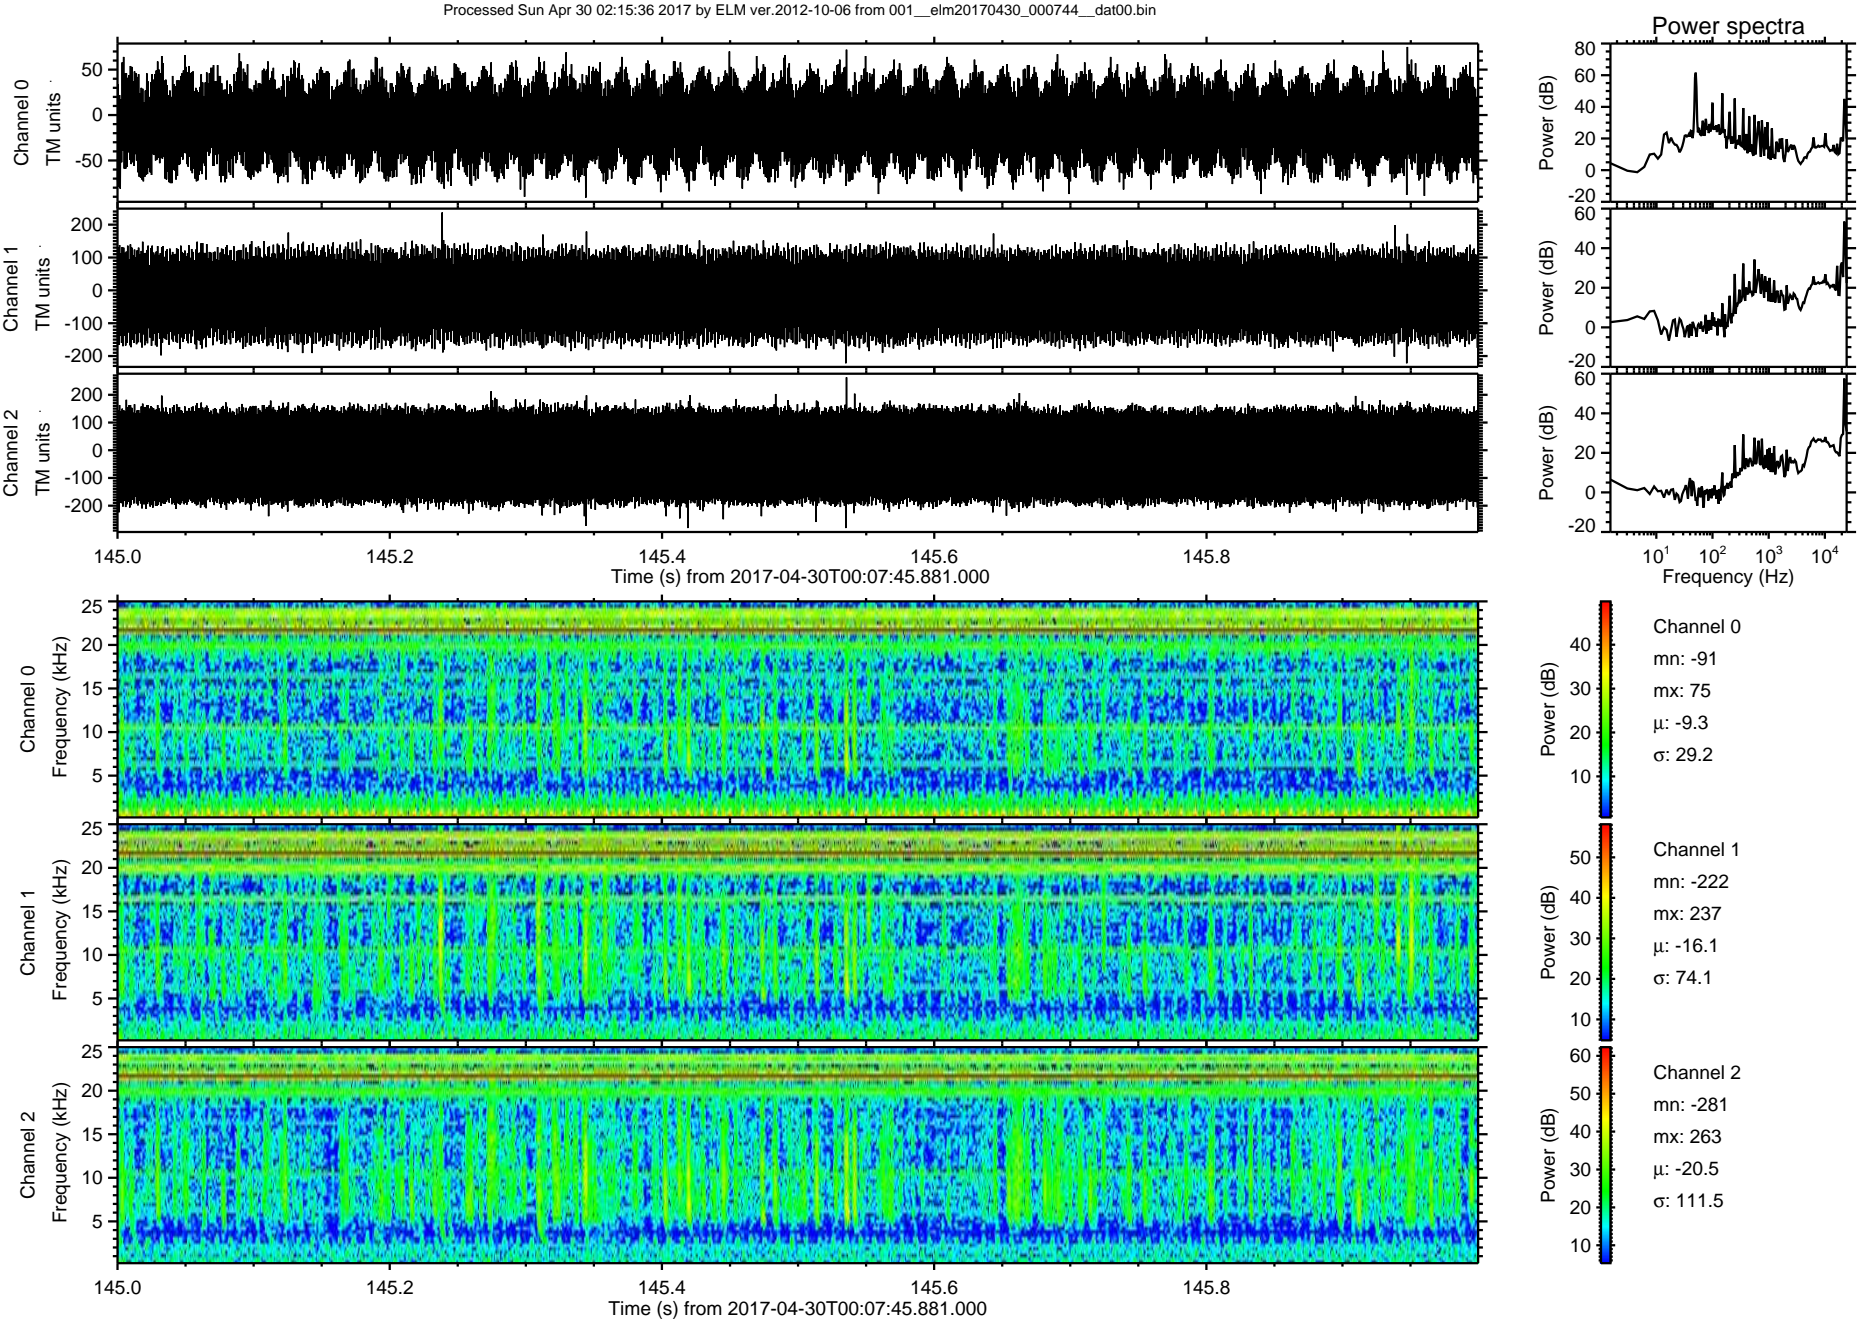 Processed Sun Apr 30 02:15:36 2017 by ELM ver.2012-10-06 from 001__elm20170430_000744__dat00.bin
Power spectra
Channel 0
TM units
50
0
-50
Power (dB)
80
60
40
20
0
-20
Channel 1
TM units
200
100
0
-100
-200
Power (dB)
60
40
20
0
-20
Channel 2
TM units
200
100
0
-100
-200
Power (dB)
60
40
20
0
-20
145.0 145.2 145.4 145.6 145.8
Time (s) from 2017-04-30T00:07:45.881.000
10¹ 10² 10³ 10⁴
Frequency (Hz)
Channel 0
Frequency (kHz)
25
20
15
10
5
Power (dB)
40
30
20
10
Channel 0
mn: -91
mx: 75
μ: -9.3
σ: 29.2
Channel 1
Frequency (kHz)
25
20
15
10
5
Power (dB)
50
40
30
20
10
Channel 1
mn: -222
mx: 237
μ: -16.1
σ: 74.1
Channel 2
Frequency (kHz)
25
20
15
10
5
Power (dB)
60
50
40
30
20
10
Channel 2
mn: -281
mx: 263
μ: -20.5
σ: 111.5
145.0 145.2 145.4 145.6 145.8
Time (s) from 2017-04-30T00:07:45.881.000